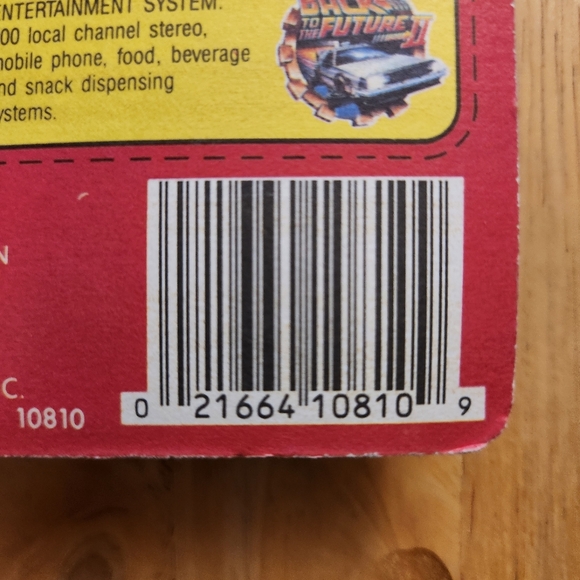 ENTERTAINMENT SYSTEM.
00 local channel stereo,
mobile phone, food, beverage
nd snack dispensing
ystems.
BACK
TO THE FUTURE II
N
C.
10810
0 21664 10810 9